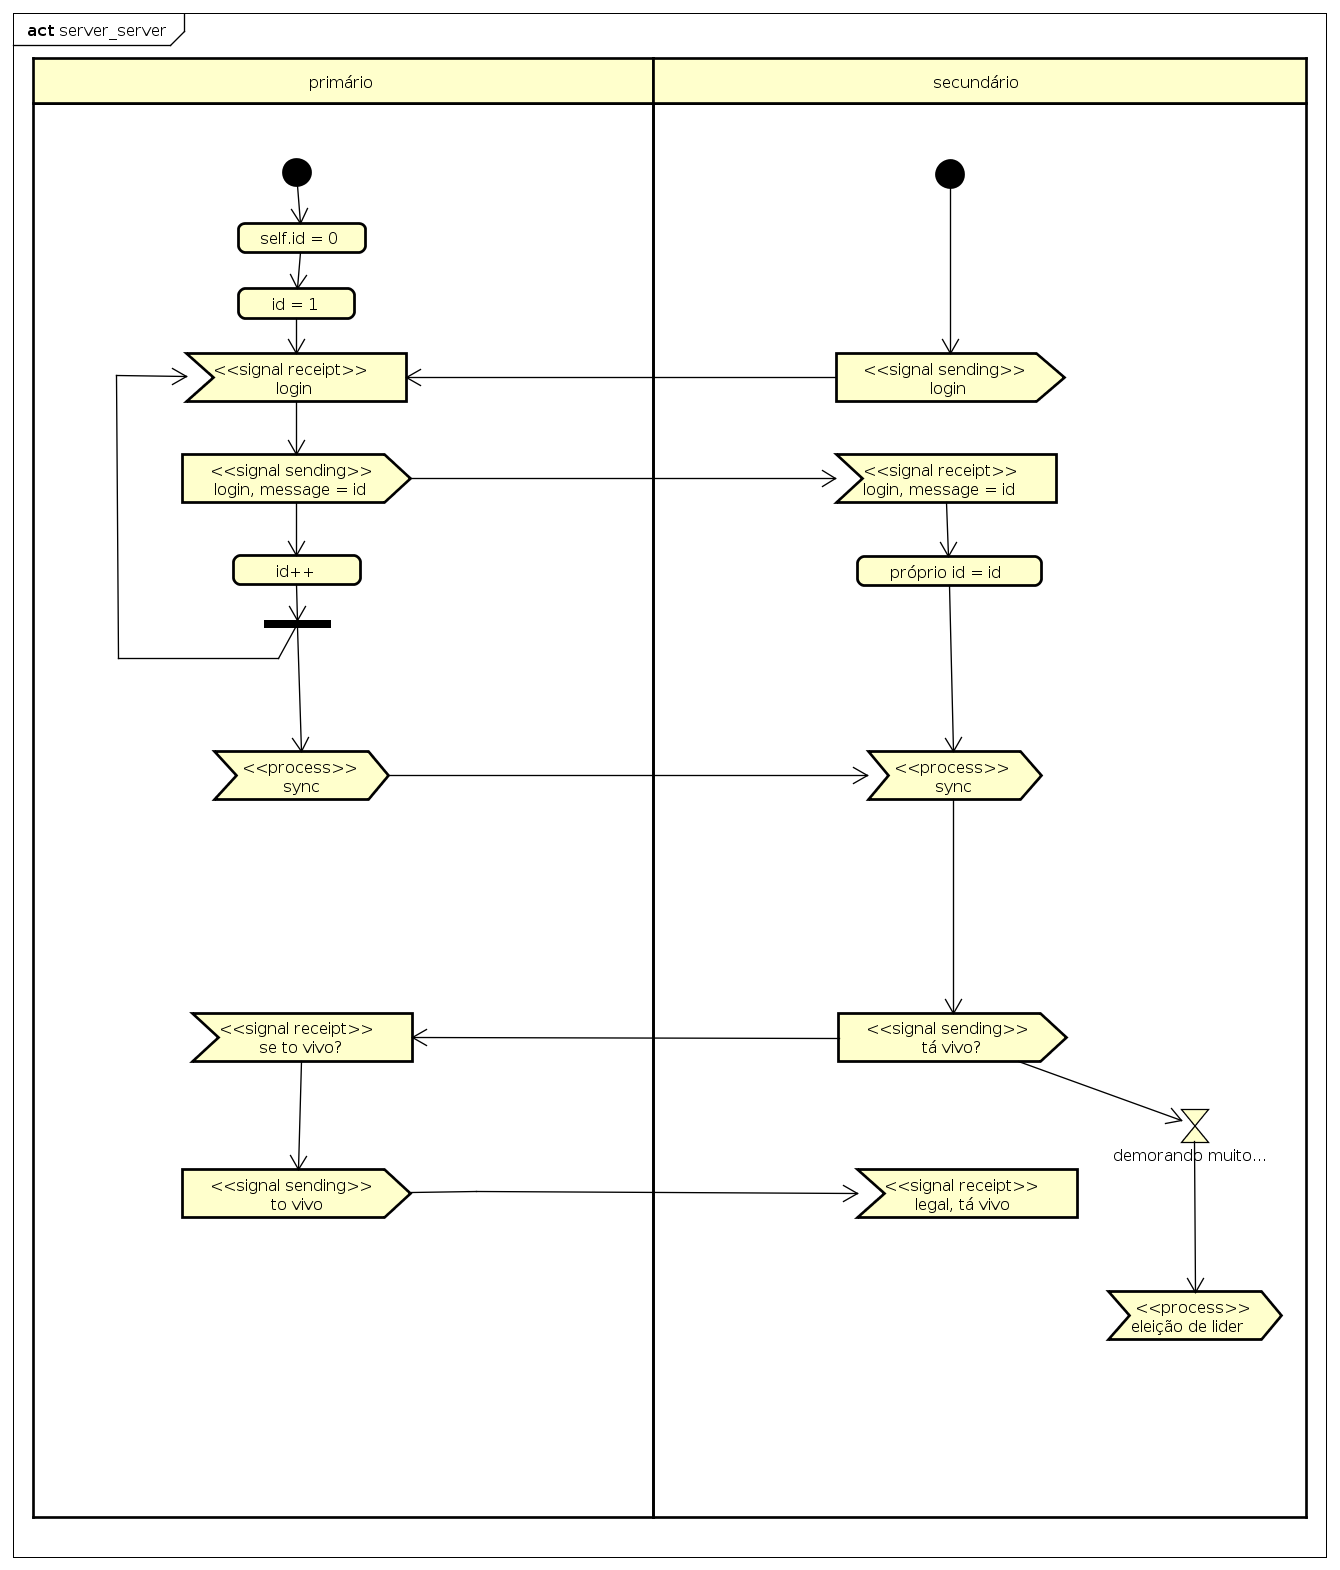 act server_server
primário
secundário
self.id = 0
id = 1
<<signal receipt>>
login
<<signal sending>>
login
<<signal sending>>
login, message = id
<<signal receipt>>
login, message = id
id++
próprio id = id
<<process>>
sync
<<process>>
sync
<<signal receipt>>
se to vivo?
<<signal sending>>
tá vivo?
demorando muito...
<<signal sending>>
to vivo
<<signal receipt>>
legal, tá vivo
<<process>>
eleição de lider